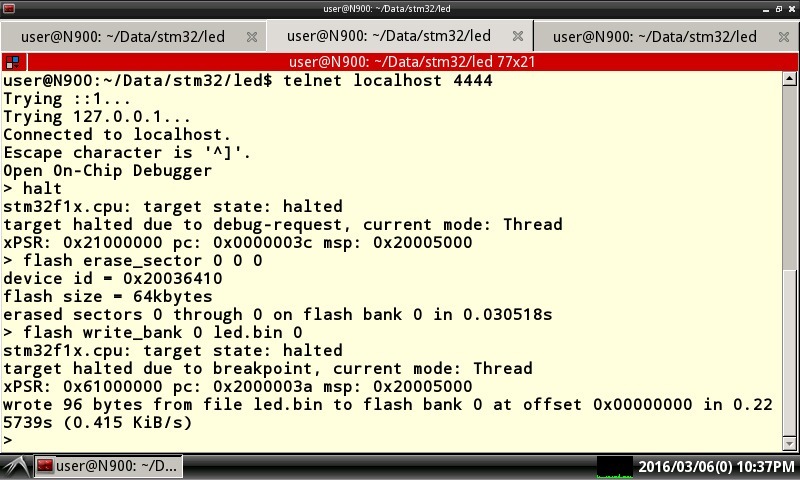 user@N900: ~/Data/stm32/led
user@N900: ~/Data/stm32/led
user@N900: ~/Data/stm32/led
user@N900: ~/Data/stm32/led
user@N900: ~/Data/stm32/led 77x21
user@N900:~/Data/stm32/led$ telnet localhost 4444
Trying ::1...
Trying 127.0.0.1...
Connected to localhost.
Escape character is '^]'.
Open On-Chip Debugger
> halt
stm32f1x.cpu: target state: halted
target halted due to debug-request, current mode: Thread
xPSR: 0x21000000 pc: 0x0000003c msp: 0x20005000
> flash erase_sector 0 0 0
device id = 0x20036410
flash size = 64kbytes
erased sectors 0 through 0 on flash bank 0 in 0.030518s
> flash write_bank 0 led.bin 0
stm32f1x.cpu: target state: halted
target halted due to breakpoint, current mode: Thread
xPSR: 0x61000000 pc: 0x2000003a msp: 0x20005000
wrote 96 bytes from file led.bin to flash bank 0 at offset 0x00000000 in 0.22
5739s (0.415 KiB/s)
>
user@N900: ~/D...
2016/03/06(0) 10:37PM